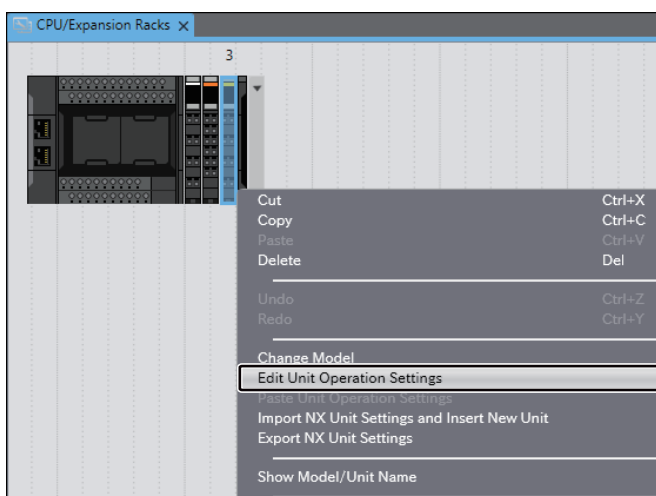 CPU/Expansion Racks
3
Cut Ctrl+X
Copy Ctrl+C
Paste Ctrl+V
Delete Del
Undo Ctrl+Z
Redo Ctrl+Y
Change Model
Edit Unit Operation Settings
Paste Unit Operation Settings
Import NX Unit Settings and Insert New Unit
Export NX Unit Settings
Show Model/Unit Name